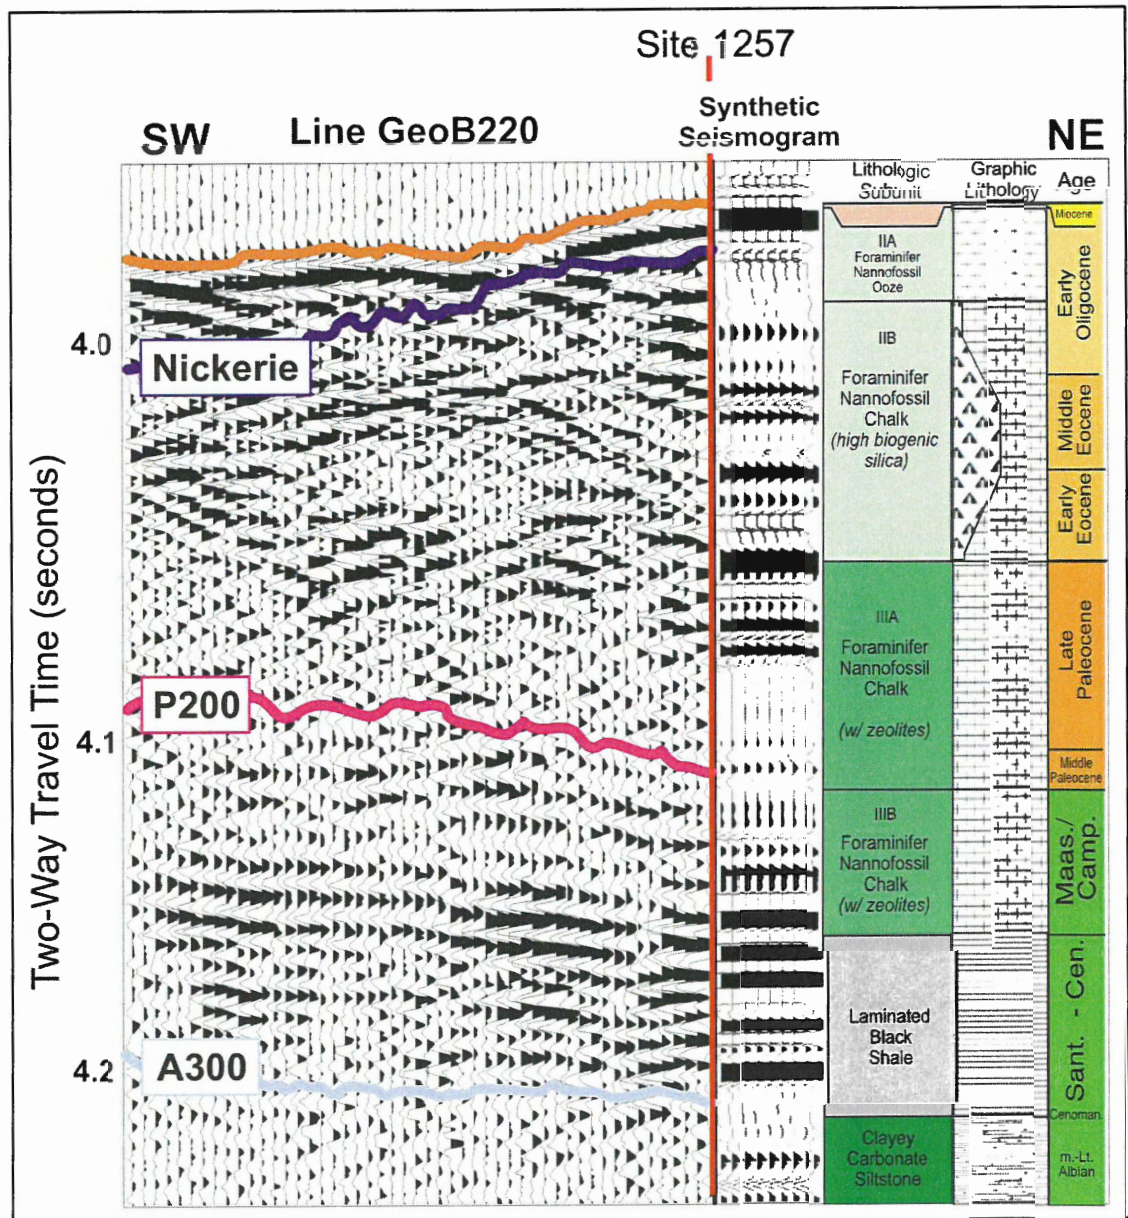 Site 1257
SW
Line GeoB220
Synthetic
Seismogram
NE
Lithologic
Subunit
Graphic
Lithology
Age
Miocene
IIA
Foraminifer
Nannofossil
Ooze
Early
Oligocene
4.0
Nickerie
IIB
Foraminifer
Nannofossil
Chalk
(high biogenic
silica)
Middle
Eocene
Early
Eocene
Two-Way Travel Time (seconds)
IIIA
Foraminifer
Nannofossil
Chalk
(w/ zeolites)
Late
Paleocene
P200
4.1
Middle
Paleocene
IIIB
Foraminifer
Nannofossil
Chalk
(w/ zeolites)
Maas./
Camp.
Laminated
Black
Shale
Sant. - Cen.
4.2
A300
Cenoman.
Clayey
Carbonate
Siltstone
m.-Lt.
Albian